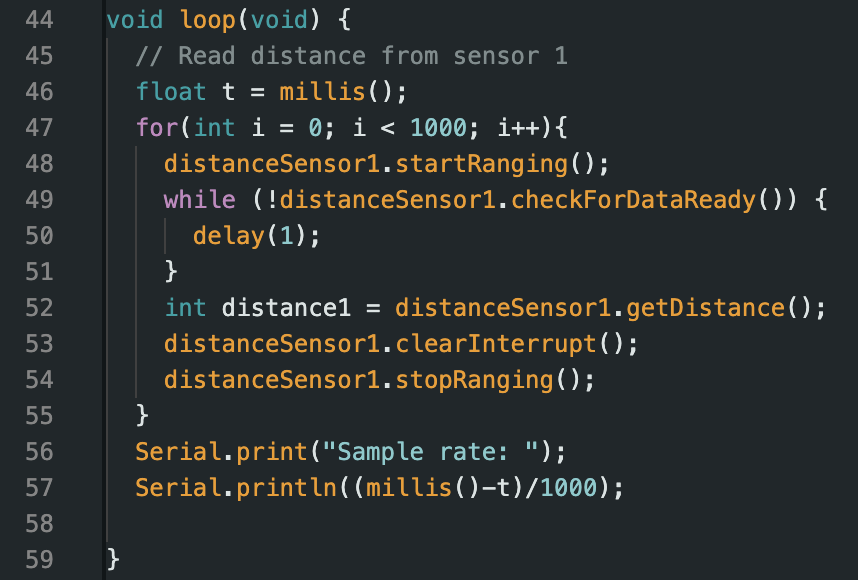 44 void loop(void) {
45   // Read distance from sensor 1
46   float t = millis();
47   for(int i = 0; i < 1000; i++){
48     distanceSensor1.startRanging();
49     while (!distanceSensor1.checkForDataReady()) {
50       delay(1);
51     }
52     int distance1 = distanceSensor1.getDistance();
53     distanceSensor1.clearInterrupt();
54     distanceSensor1.stopRanging();
55   }
56   Serial.print("Sample rate: ");
57   Serial.println((millis()-t)/1000);
58
59 }